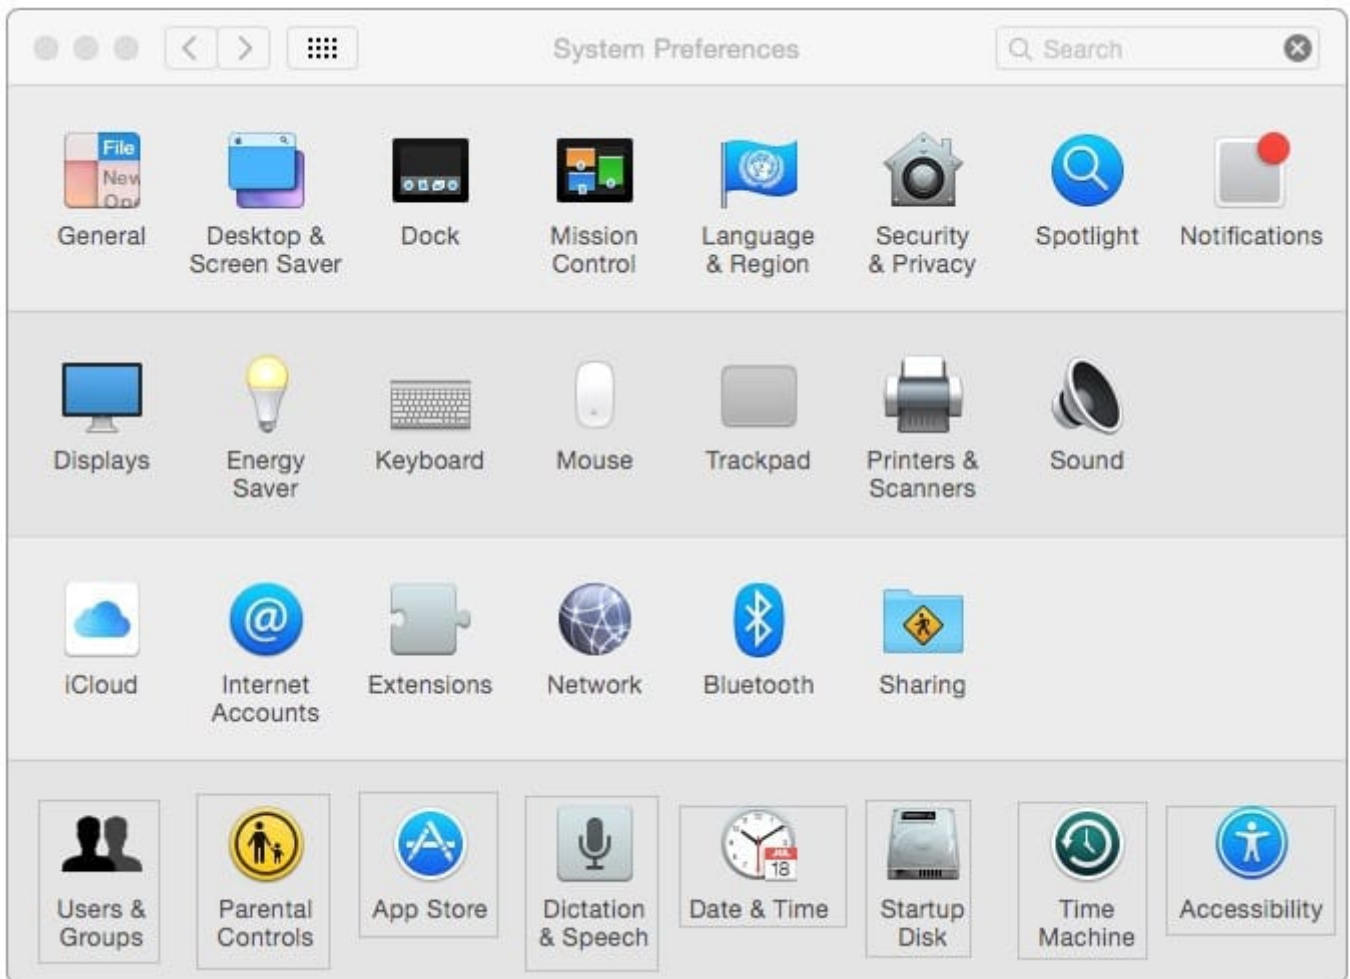 System Preferences
Search
File
New
Ope
General
Desktop &
Screen Saver
Dock
Mission
Control
Language
& Region
Security
& Privacy
Spotlight
Notifications
Displays
Energy
Saver
Keyboard
Mouse
Trackpad
Printers &
Scanners
Sound
iCloud
Internet
Accounts
Extensions
Network
Bluetooth
Sharing
JUL
18
Users &
Groups
Parental
Controls
App Store
Dictation
& Speech
Date & Time
Startup
Disk
Time
Machine
Accessibility